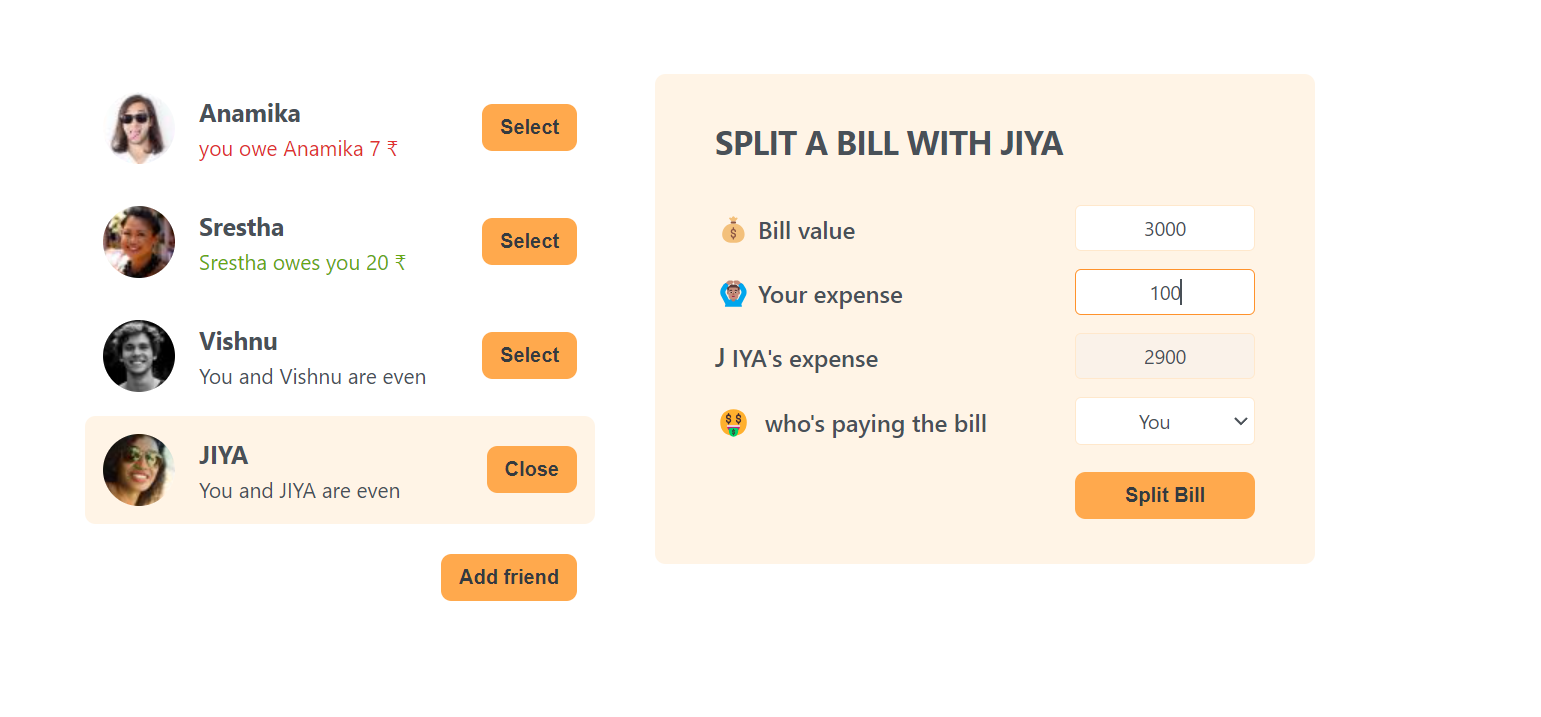 Anamika
you owe Anamika 7 ₹
Select
Srestha
Srestha owes you 20 ₹
Select
Vishnu
You and Vishnu are even
Select
JIYA
You and JIYA are even
Close
Add friend
SPLIT A BILL WITH JIYA
💰 Bill value
3000
🙆🏽‍♂️ Your expense
100
J IYA's expense
2900
🤑 who's paying the bill
You
Split Bill